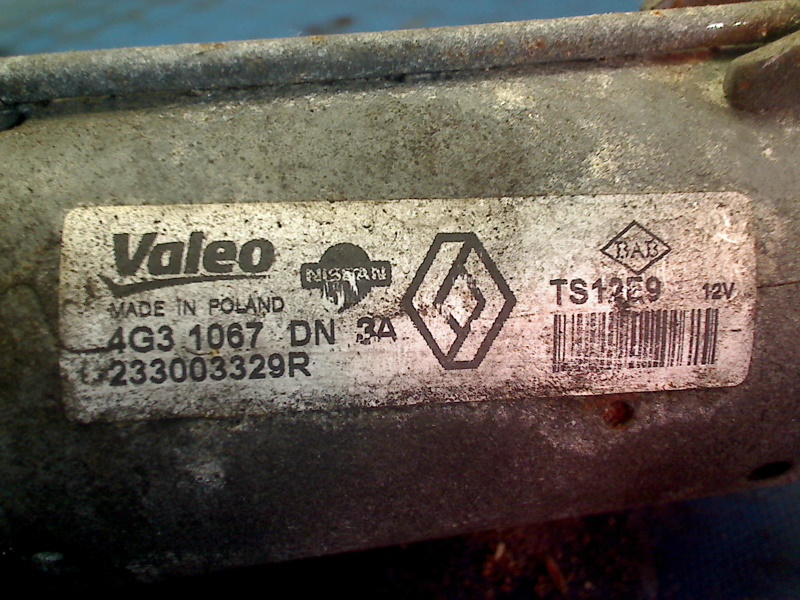 Valeo
NISSAN
MADE IN POLAND
4G3 1067 DN 3A
233003329R
BAB
TS12E9 12V